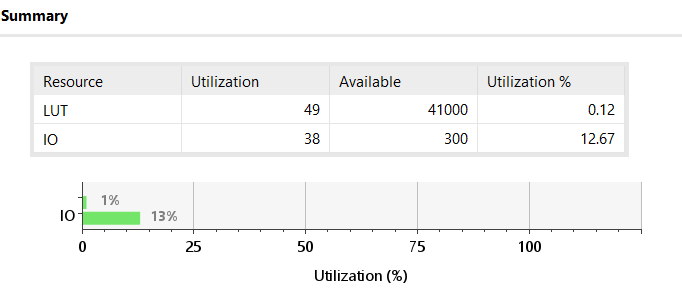 Summary
Resource Utilization Available Utilization %
LUT 49 41000 0.12
IO 38 300 12.67
1%
IO 13%
0 25 50 75 100
Utilization (%)